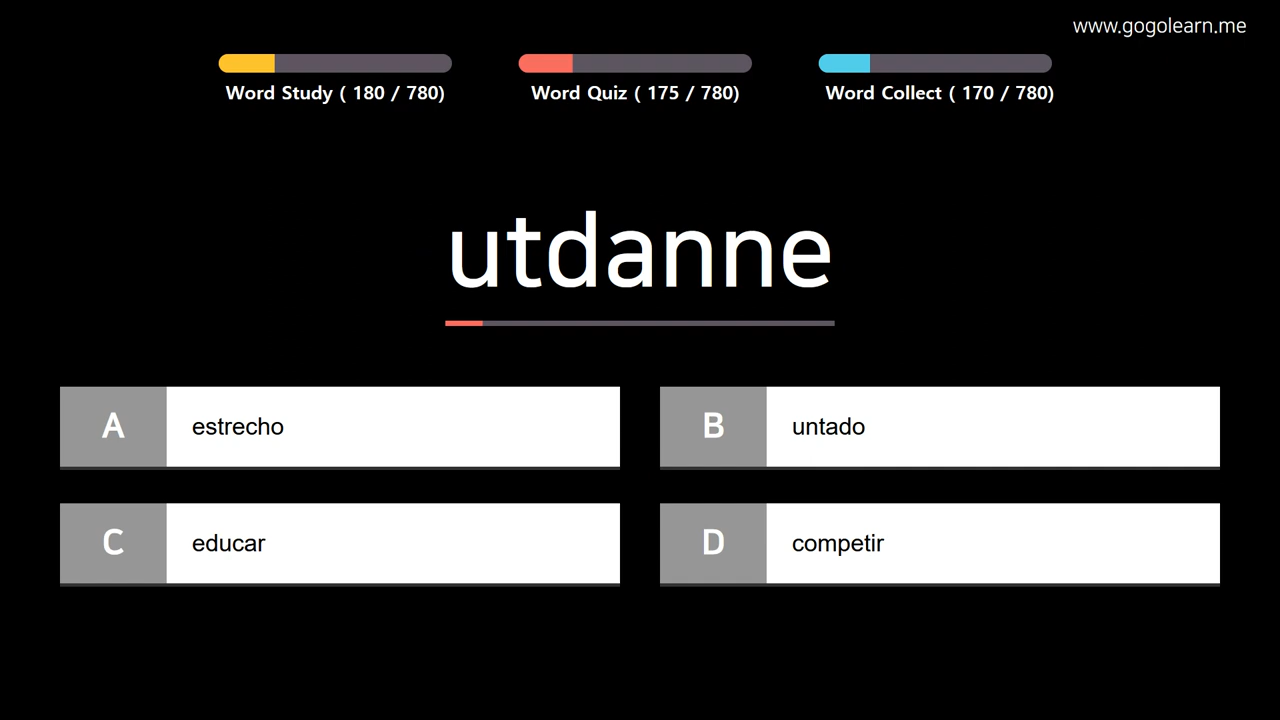 www.gogolearn.me
Word Study ( 180 / 780)
Word Quiz ( 175 / 780)
Word Collect ( 170 / 780)
utdanne
A
estrecho
B
untado
C
educar
D
competir